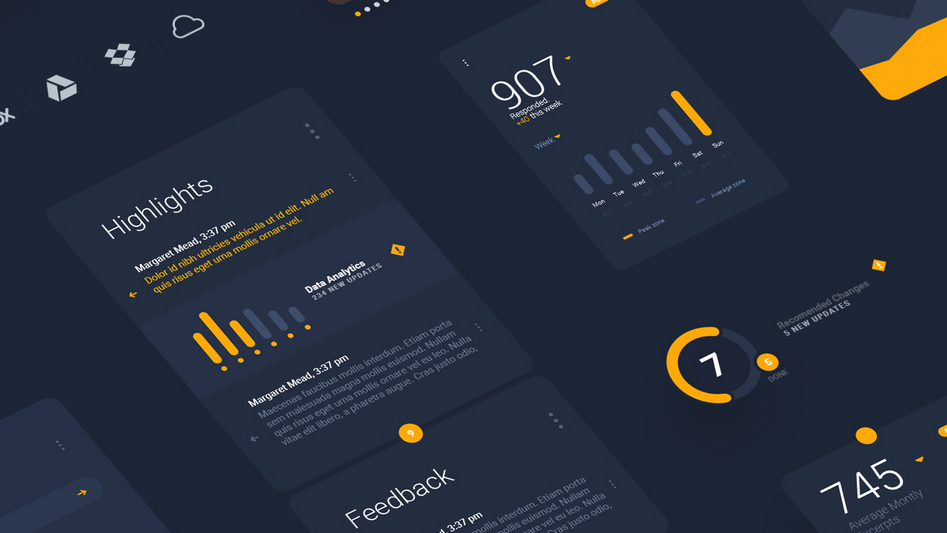 ox
Highlights
Margaret Mead, 3:37 pm
Dolor id nibh ultricies vehicula ut id elit. Null am
quis risus eget urna mollis ornare vel.
Data Analytics
234 NEW UPDATES
Margaret Mead, 3:37 pm
Maecenas faucibus mollis interdum. Etiam porta
sem malesuada magna mollis euismod. Nullam
quis risus eget urna mollis ornare vel eu leo. Nulla
vitae elit libero, a pharetra augue. Cras justo odio,
9
Feedback
3:37 pm
mollis interdum. Etiam porta
magna mollis euismod. Nullam
mollis ornare vel eu leo. Nulla
pharetra augue. Cras justo odio,
907
Responded
+40 this week
Week
Mon Tue Wed Thu Fri Sat Sun
Peak zone
Average zone
Recomended Changes
5 NEW UPDATES
7
5
DONE
745
Average Montly
Excerpts